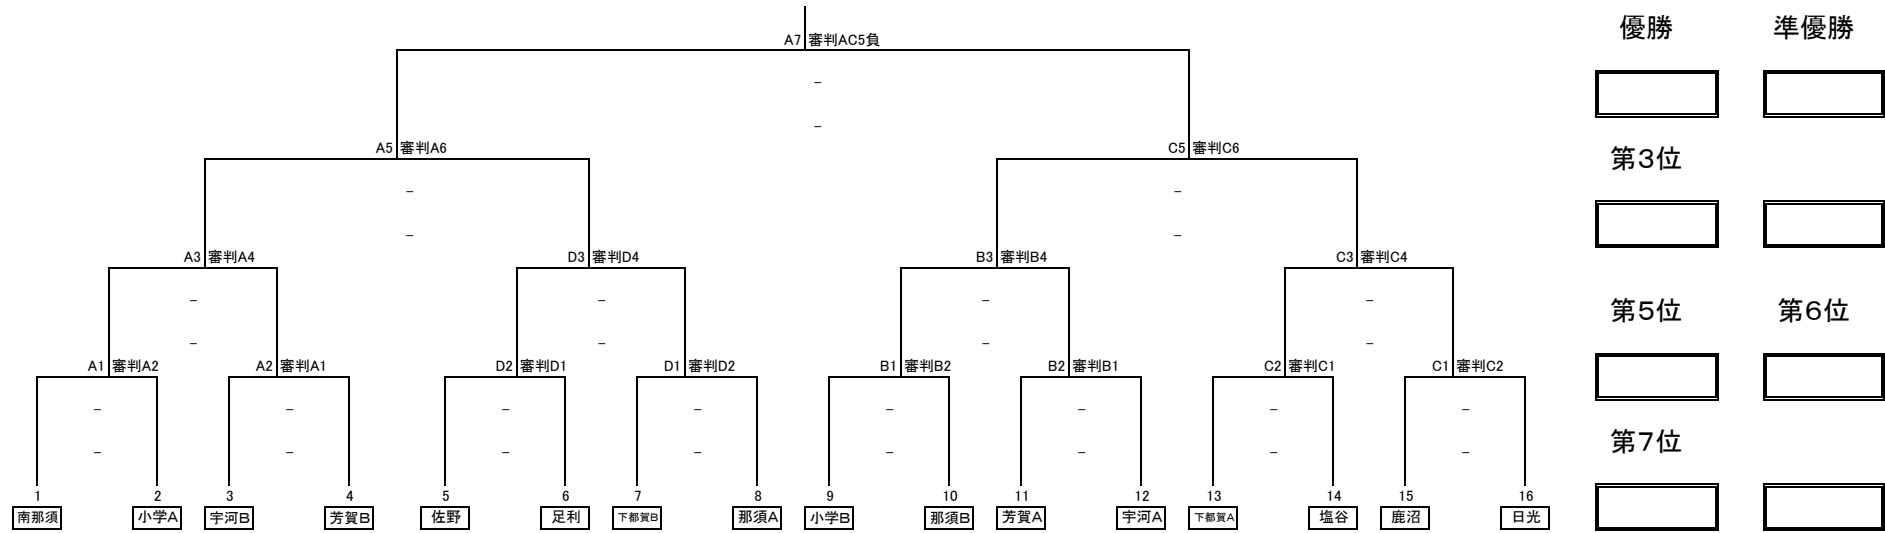 優勝 準優勝
A7 審判AC5負
－
－
第3位
A5 審判A6 C5 審判C6
－ －
－ －
A3 審判A4 D3 審判D4 B3 審判B4 C3 審判C4
－ － － －
第5位 第6位
－ － － －
A1 審判A2 A2 審判A1 D2 審判D1 D1 審判D2 B1 審判B2 B2 審判B1 C2 審判C1 C1 審判C2
－ － － － － － － －
第7位
－ － － － － － － －
1 2 3 4 5 6 7 8 9 10 11 12 13 14 15 16
南那須 小学A 宇河B 芳賀B 佐野 足利 下都賀B 那須A 小学B 那須B 芳賀A 宇河A 下都賀A 塩谷 鹿沼 日光